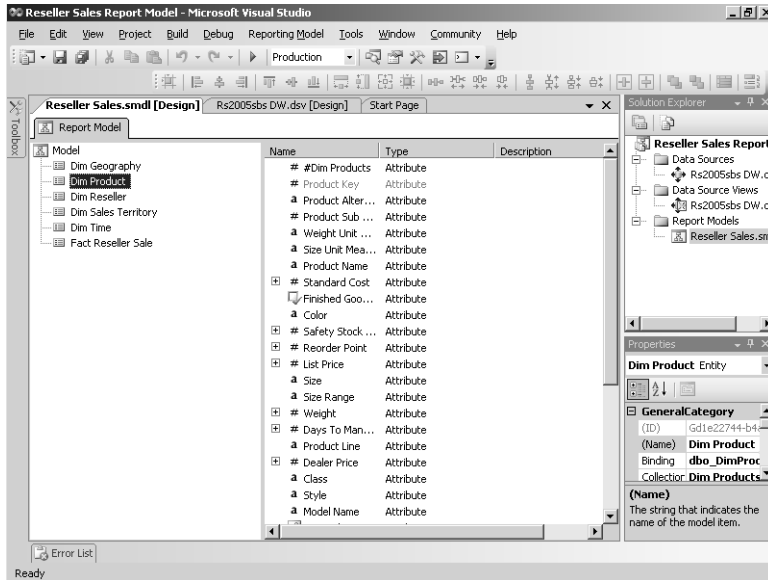 Reseller Sales Report Model - Microsoft Visual Studio
File Edit View Project Build Debug Reporting Model Tools Window Community Help
Production
Toolbox
Reseller Sales.smdl [Design] Rs2005sbs DW.dsv [Design] Start Page
Report Model
Model
Dim Geography
Dim Product
Dim Reseller
Dim Sales Territory
Dim Time
Fact Reseller Sale
Name Type Description
# #Dim Products Attribute
# Product Key Attribute
a Product Alter... Attribute
# Product Sub ... Attribute
a Weight Unit ... Attribute
a Size Unit Mea... Attribute
a Product Name Attribute
# Standard Cost Attribute
Finished Goo... Attribute
a Color Attribute
# Safety Stock ... Attribute
# Reorder Point Attribute
# List Price Attribute
a Size Attribute
a Size Range Attribute
# Weight Attribute
# Days To Man... Attribute
a Product Line Attribute
# Dealer Price Attribute
a Class Attribute
a Style Attribute
a Model Name Attribute
Solution Explorer
Reseller Sales Report
Data Sources
Rs2005sbs DW.d
Data Source Views
Rs2005sbs DW.d
Report Models
Reseller Sales.sm
Properties
Dim Product Entity
GeneralCategory
(ID) Gd1e22744-b4a
(Name) Dim Product
Binding dbo_DimProc
Collection Dim Products
(Name)
The string that indicates the
name of the model item.
Error List
Ready